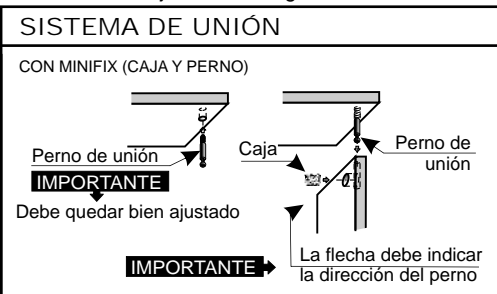 SISTEMA DE UNIÓN
CON MINIFIX (CAJA Y PERNO)
Perno de unión
IMPORTANTE
Debe quedar bien ajustado
Caja
Perno de
unión
IMPORTANTE
La flecha debe indicar
la dirección del perno